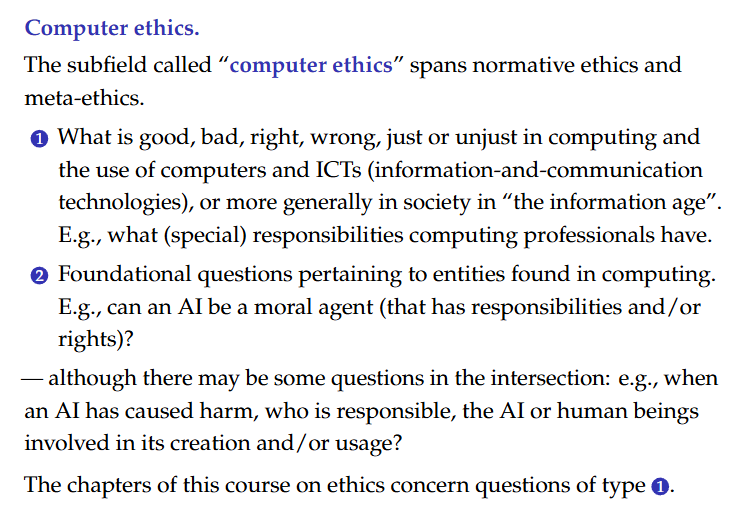 Computer ethics.
The subfield called “computer ethics” spans normative ethics and
meta-ethics.
❶ What is good, bad, right, wrong, just or unjust in computing and
the use of computers and ICTs (information-and-communication
technologies), or more generally in society in “the information age”.
E.g., what (special) responsibilities computing professionals have.
❷ Foundational questions pertaining to entities found in computing.
E.g., can an AI be a moral agent (that has responsibilities and/or
rights)?
— although there may be some questions in the intersection: e.g., when
an AI has caused harm, who is responsible, the AI or human beings
involved in its creation and/or usage?
The chapters of this course on ethics concern questions of type ❶.